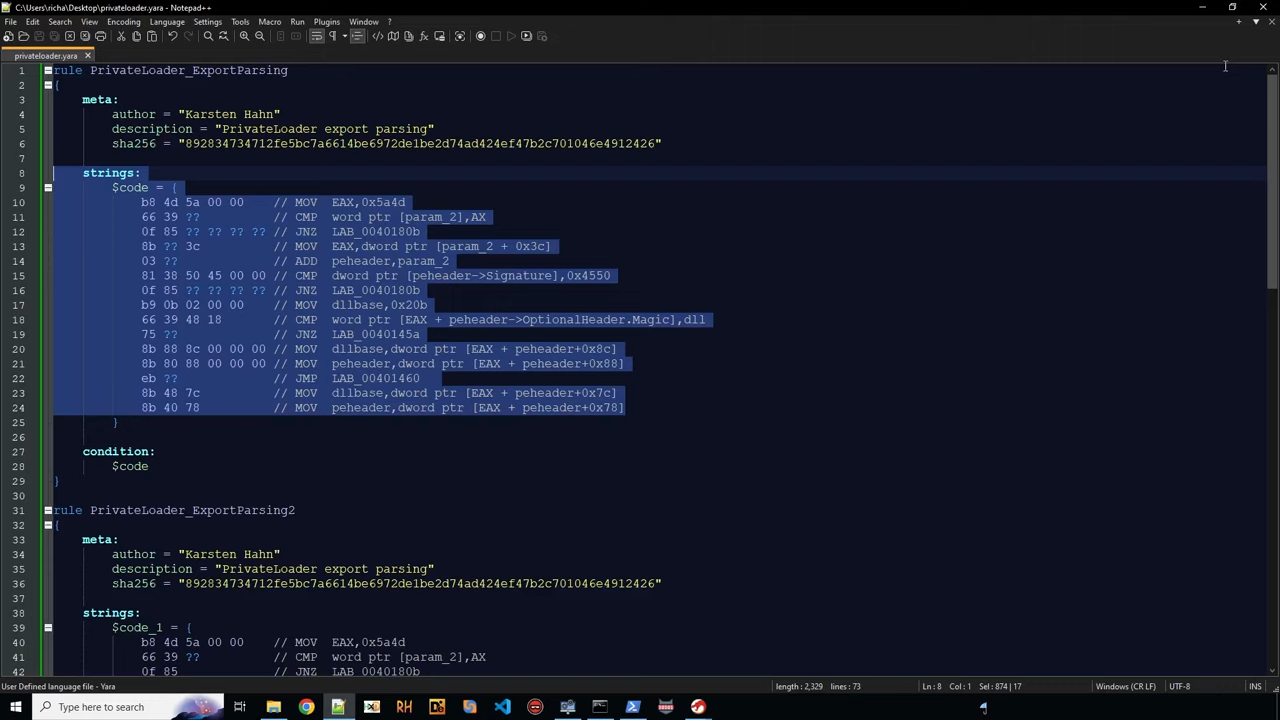 C:\Users\richa\Desktop\privateloader.yara - Notepad++
File Edit Search View Encoding Language Settings Tools Macro Run Plugins Window ?
privateloader.yara
1 rule PrivateLoader_ExportParsing
2 {
3 meta:
4 author = "Karsten Hahn"
5 description = "PrivateLoader export parsing"
6 sha256 = "892834734712fe5bc7a6614be6972de1be2d74ad424ef47b2c701046e4912426"
7
8 strings:
9 $code = {
10 b8 4d 5a 00 00 // MOV EAX,0x5a4d
11 66 39 ?? // CMP word ptr [param_2],AX
12 0f 85 ?? ?? ?? ?? // JNZ LAB_0040180b
13 8b ?? 3c // MOV EAX,dword ptr [param_2 + 0x3c]
14 03 ?? // ADD peheader,param_2
15 81 38 50 45 00 00 // CMP dword ptr [peheader->Signature],0x4550
16 0f 85 ?? ?? ?? ?? // JNZ LAB_0040180b
17 b9 0b 02 00 00 // MOV dllbase,0x20b
18 66 39 48 18 // CMP word ptr [EAX + peheader->OptionalHeader.Magic],dll
19 75 ?? // JNZ LAB_0040145a
20 8b 88 8c 00 00 00 // MOV dllbase,dword ptr [EAX + peheader+0x8c]
21 8b 80 88 00 00 00 // MOV peheader,dword ptr [EAX + peheader+0x88]
22 eb ?? // JMP LAB_00401460
23 8b 48 7c // MOV dllbase,dword ptr [EAX + peheader+0x7c]
24 8b 40 78 // MOV peheader,dword ptr [EAX + peheader+0x78]
25 }
26
27 condition:
28 $code
29 }
30
31 rule PrivateLoader_ExportParsing2
32 {
33 meta:
34 author = "Karsten Hahn"
35 description = "PrivateLoader export parsing"
36 sha256 = "892834734712fe5bc7a6614be6972de1be2d74ad424ef47b2c701046e4912426"
37
38 strings:
39 $code_1 = {
40 b8 4d 5a 00 00 // MOV EAX,0x5a4d
41 66 39 ?? // CMP word ptr [param_2],AX
42 0f 85 // JNZ LAB_0040180b
User Defined language file - Yara length : 2,329 lines : 73 Ln : 8 Col : 1 Sel : 874 | 17 Windows (CR LF) UTF-8 INS
Type here to search